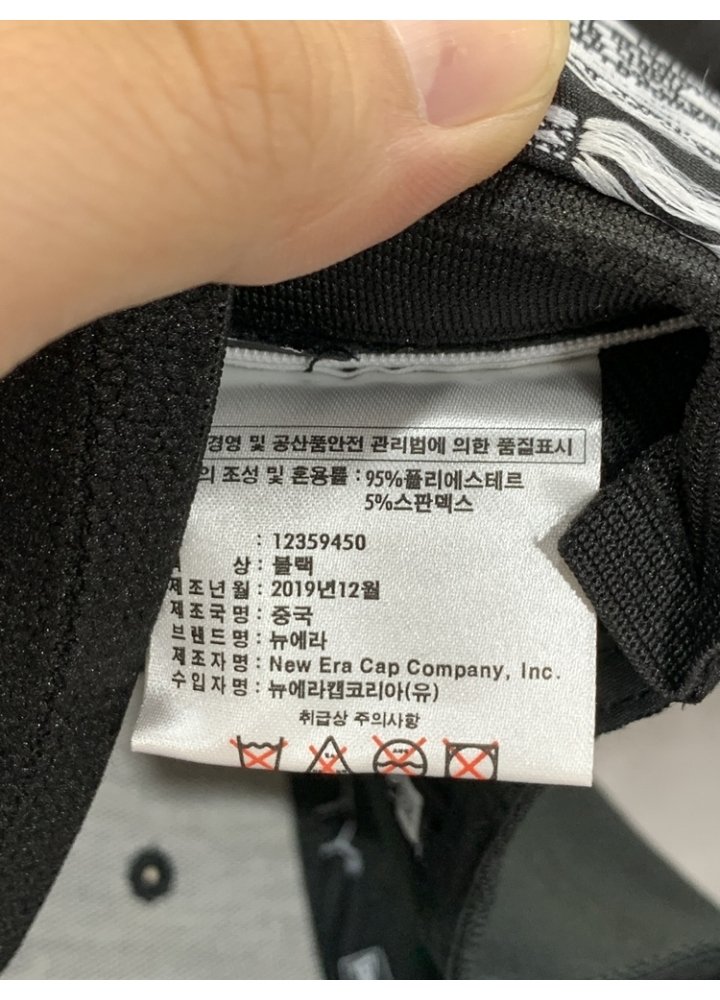 경영 및 공산품안전 관리법에 의한 품질표시
의 조성 및 혼용률 : 95%폴리에스테르
5%스판덱스
: 12359450
상 : 블랙
제조년월 : 2019년12월
제조국명 : 중국
브랜드명 : 뉴에라
제조자명 : New Era Cap Company, Inc.
수입자명 : 뉴에라캡코리아(유)
취급상 주의사항